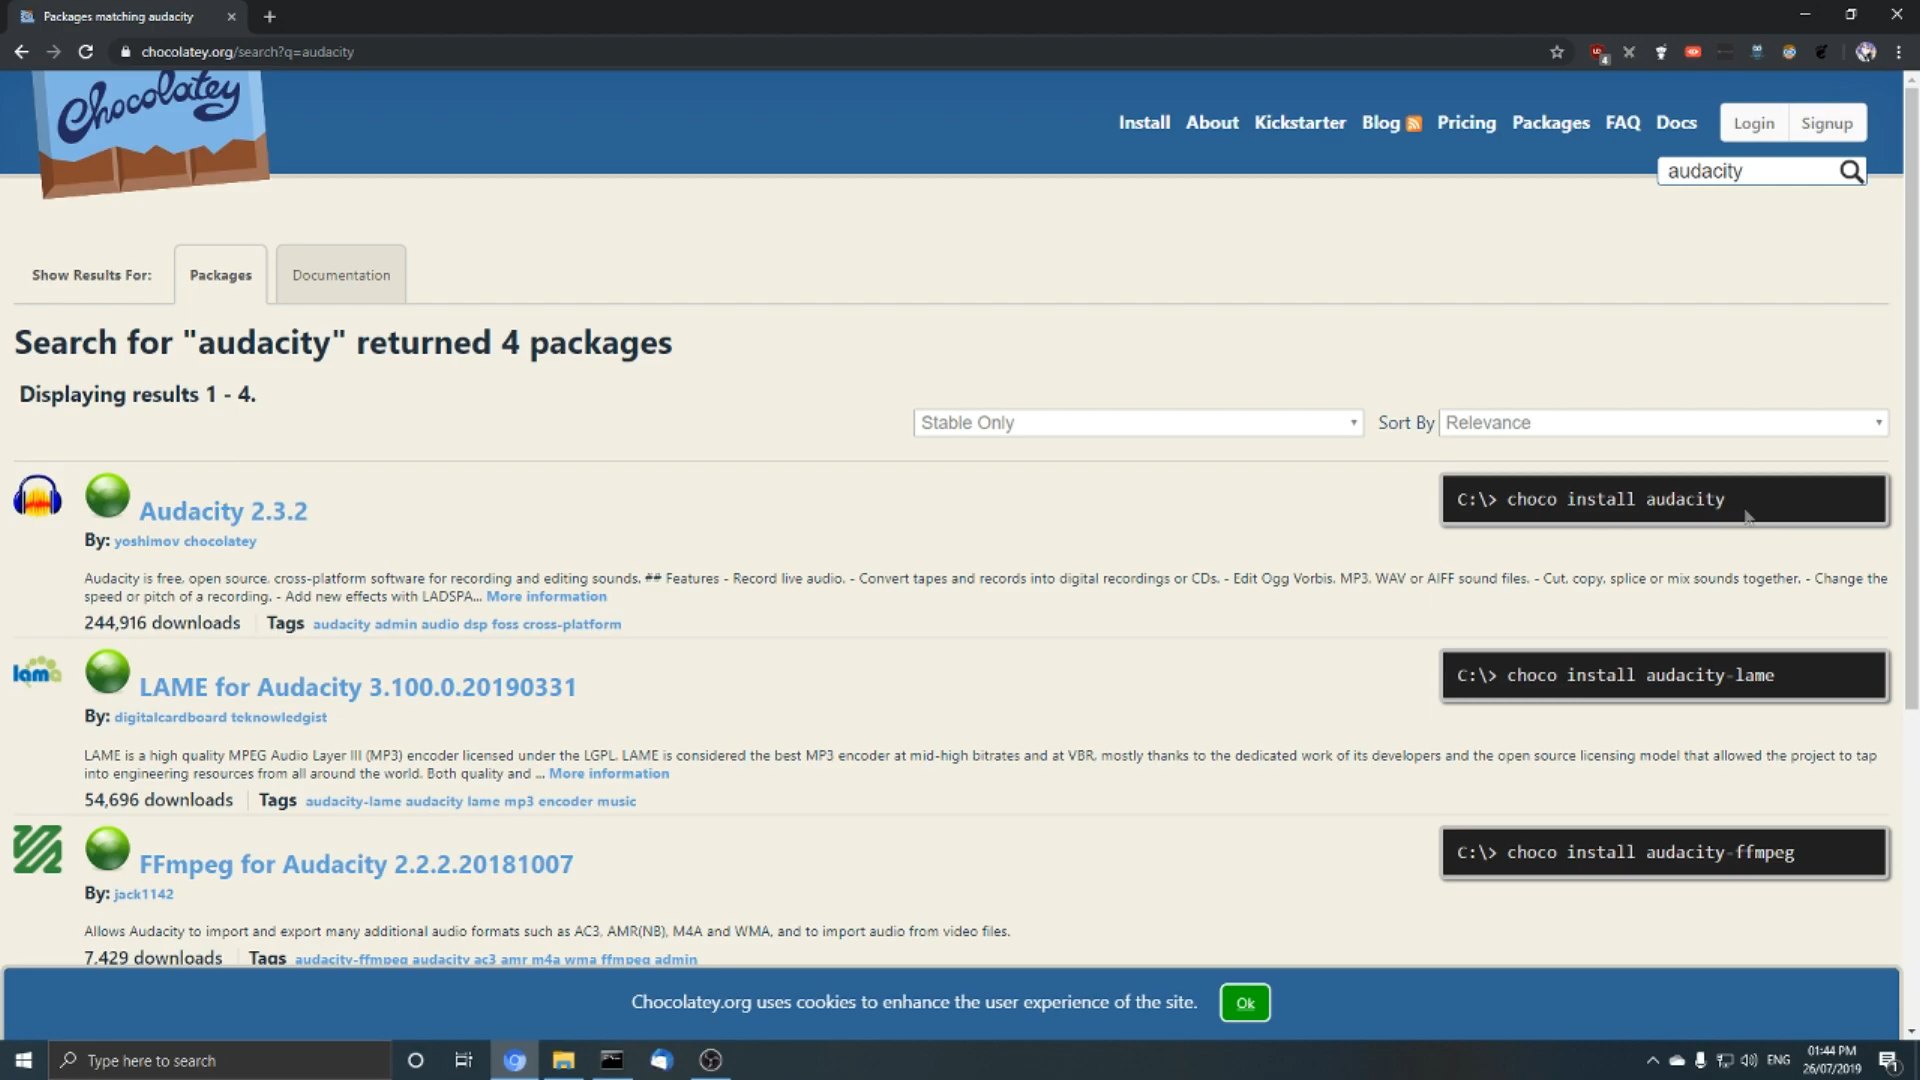 Packages matching audacity
chocolatey.org/search?q=audacity
4
Chocolatey
Install About Kickstarter Blog Pricing Packages FAQ Docs Login Signup
audacity
Show Results For: Packages Documentation
Search for "audacity" returned 4 packages
Displaying results 1 - 4.
Stable Only Sort By Relevance
Audacity 2.3.2
C:\> choco install audacity
By: yoshimov chocolatey
Audacity is free, open source, cross-platform software for recording and editing sounds. ## Features - Record live audio. - Convert tapes and records into digital recordings or CDs. - Edit Ogg Vorbis, MP3, WAV or AIFF sound files. - Cut, copy, splice or mix sounds together. - Change the
speed or pitch of a recording. - Add new effects with LADSPA... More information
244,916 downloads Tags audacity admin audio dsp foss cross-platform
lame
LAME for Audacity 3.100.0.20190331
C:\> choco install audacity-lame
By: digitalcardboard teknowledgist
LAME is a high quality MPEG Audio Layer III (MP3) encoder licensed under the LGPL. LAME is considered the best MP3 encoder at mid-high bitrates and at VBR, mostly thanks to the dedicated work of its developers and the open source licensing model that allowed the project to tap
into engineering resources from all around the world. Both quality and ... More information
54,696 downloads Tags audacity-lame audacity lame mp3 encoder music
FFmpeg for Audacity 2.2.2.20181007
C:\> choco install audacity-ffmpeg
By: jack1142
Allows Audacity to import and export many additional audio formats such as AC3, AMR(NB), M4A and WMA, and to import audio from video files.
7,429 downloads Tags audacity-ffmpeg audacity ac3 amr m4a wma ffmpeg admin
Chocolatey.org uses cookies to enhance the user experience of the site. Ok
Type here to search
ENG
01:44 PM
26/07/2019
1